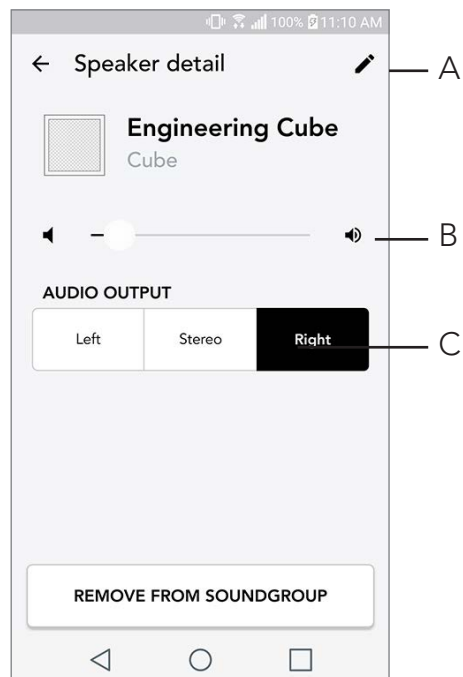 100% 11:10 AM
Speaker detail
A
Engineering Cube
Cube
B
AUDIO OUTPUT
Left Stereo Right
C
REMOVE FROM SOUNDGROUP